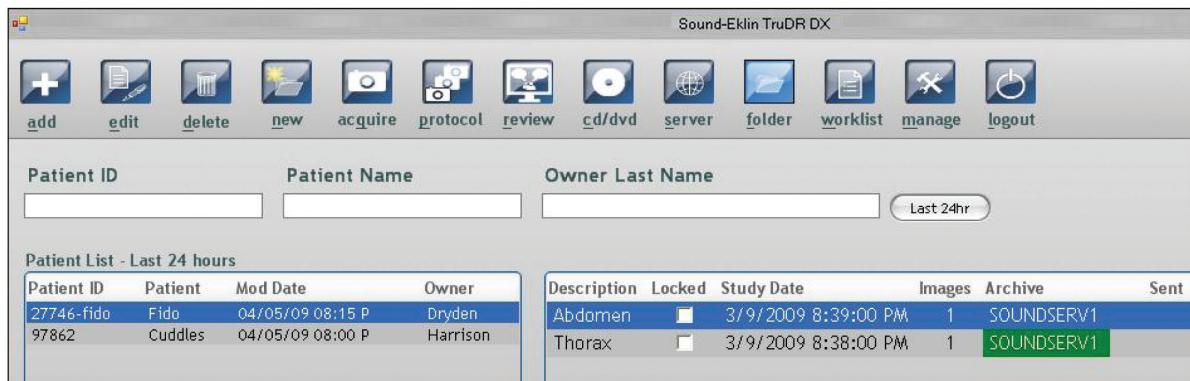 Sound-Eklin TruDR DX
add edit delete new acquire protocol review cd/dvd server folder worklist manage logout
Patient ID Patient Name Owner Last Name
Last 24hr
Patient List - Last 24 hours
Patient ID Patient Mod Date Owner
27746-fido Fido 04/05/09 08:15 P Dryden
97862 Cuddles 04/05/09 08:00 P Harrison
Description Locked Study Date Images Archive Sent
Abdomen 3/9/2009 8:39:00 PM 1 SOUNDSERV1
Thorax 3/9/2009 8:38:00 PM 1 SOUNDSERV1